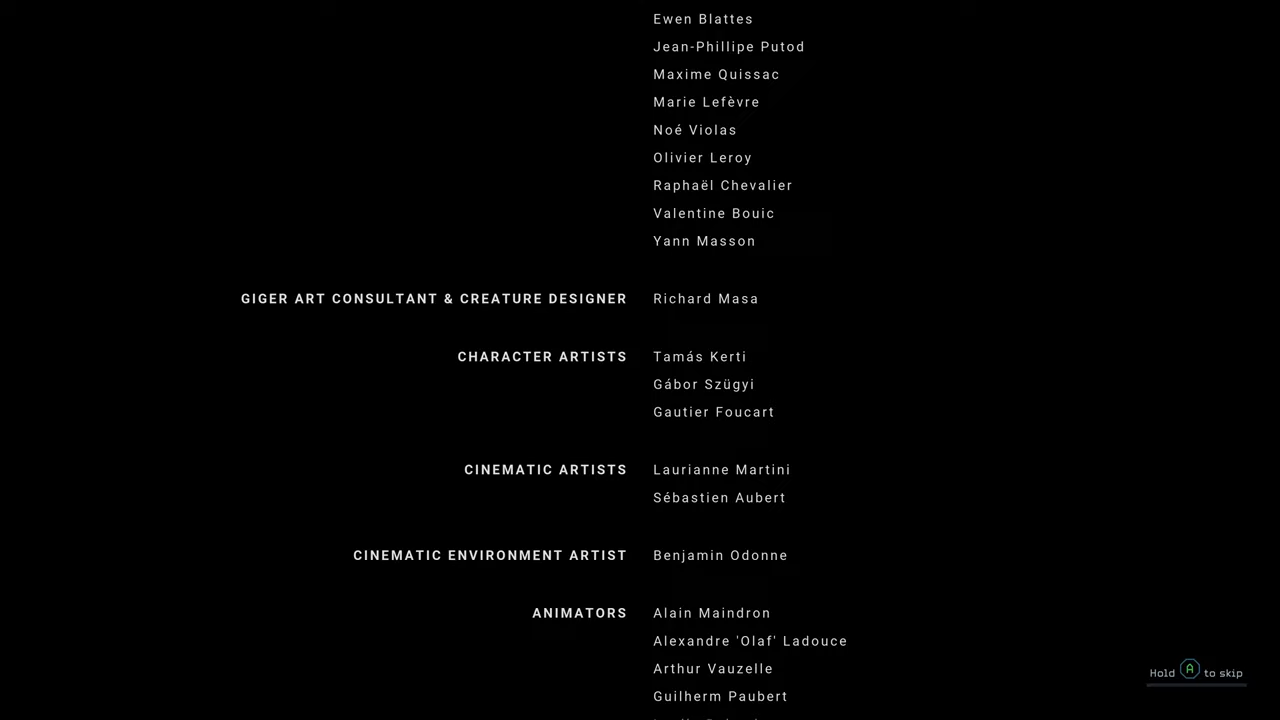 Ewen Blattes
Jean-Phillipe Putod
Maxime Quissac
Marie Lefèvre
Noé Violas
Olivier Leroy
Raphaël Chevalier
Valentine Bouic
Yann Masson
GIGER ART CONSULTANT & CREATURE DESIGNER Richard Masa
CHARACTER ARTISTS Tamás Kerti
Gábor Szügyi
Gautier Foucart
CINEMATIC ARTISTS Laurianne Martini
Sébastien Aubert
CINEMATIC ENVIRONMENT ARTIST Benjamin Odonne
ANIMATORS Alain Maindron
Alexandre 'Olaf' Ladouce
Arthur Vauzelle
Hold A to skip
Guilherm Paubert